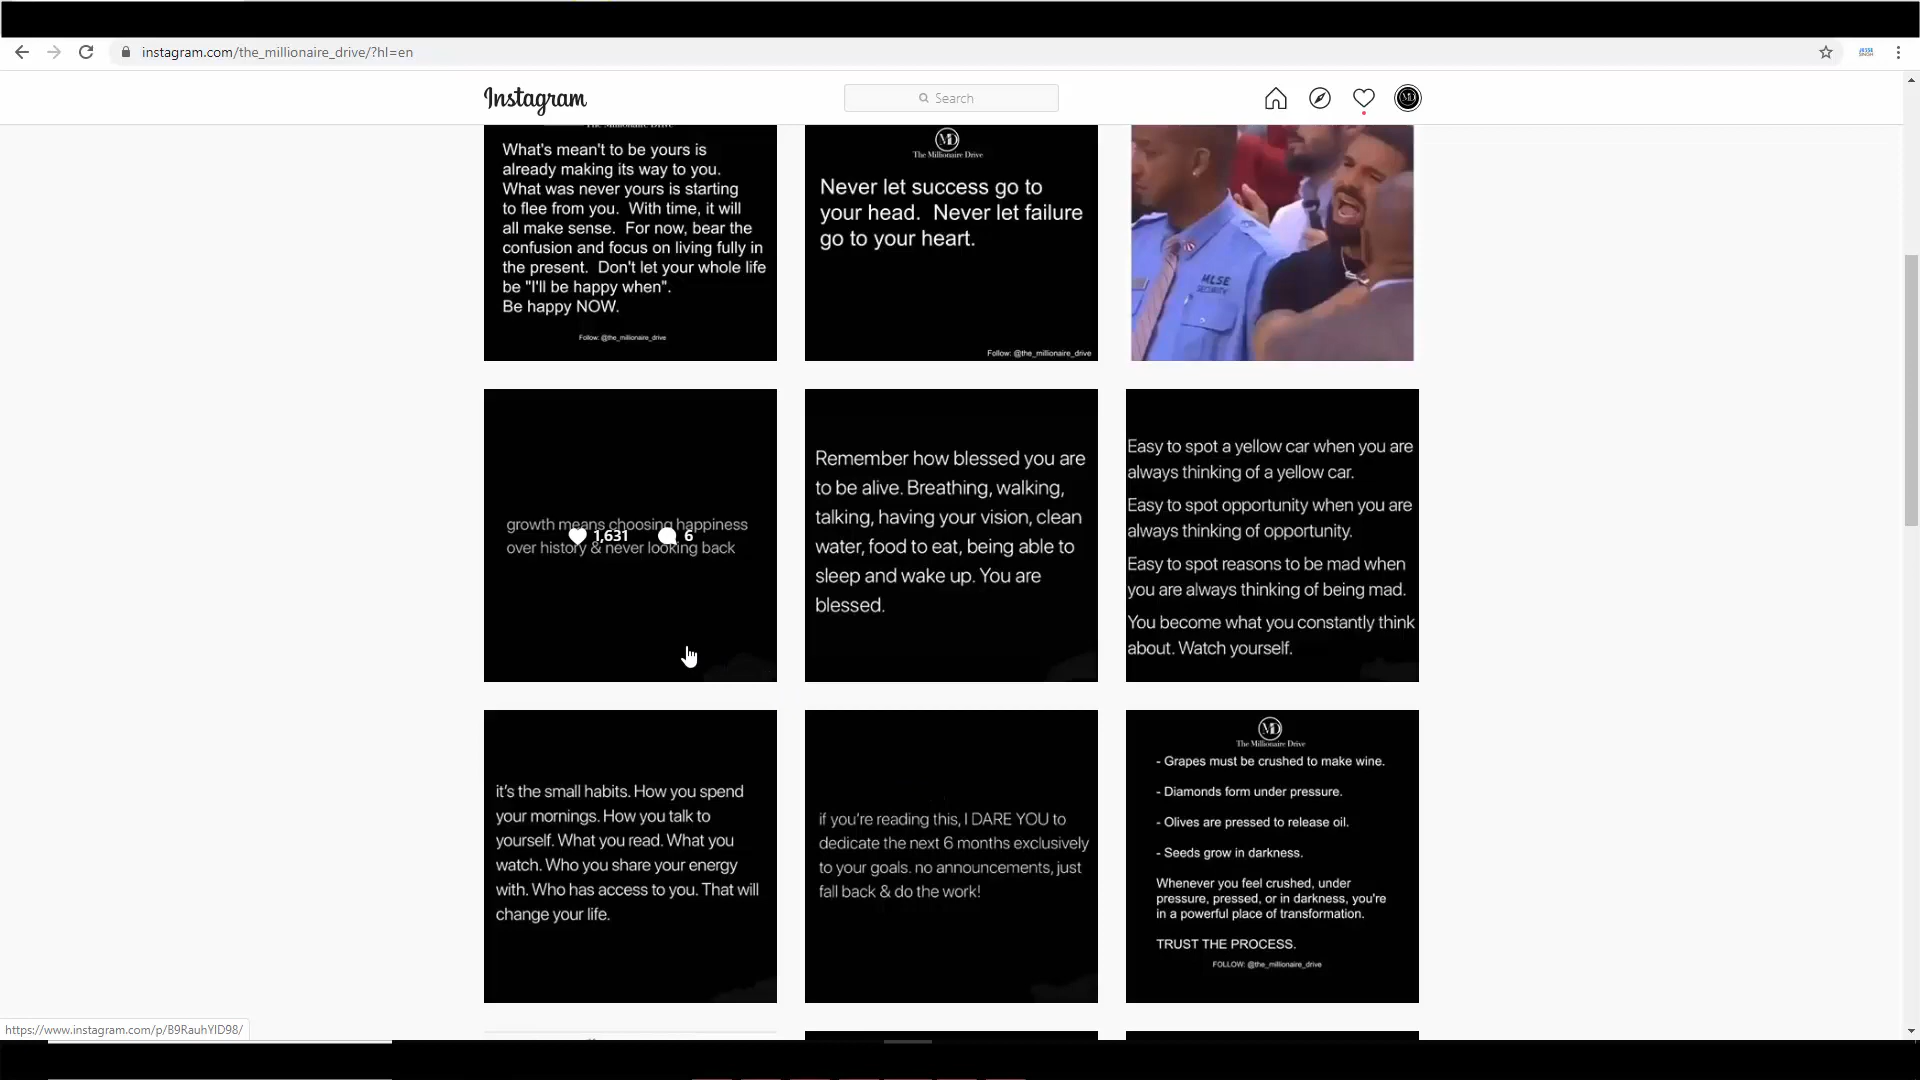 instagram.com/the_millionaire_drive/?hl=en
Instagram
Search
MD
The Millionaire Drive
What's mean't to be yours is
already making its way to you.
What was never yours is starting
to flee from you. With time, it will
all make sense. For now, bear the
confusion and focus on living fully in
the present. Don't let your whole life
be "I'll be happy when".
Be happy NOW.
Follow: @the_millionaire_drive
MD
The Millionaire Drive
Never let success go to
your head. Never let failure
go to your heart.
Follow: @the_millionaire_drive
MLSE
SECURITY
growth means choosing happiness
over history & never looking back
1,631
6
Remember how blessed you are
to be alive. Breathing, walking,
talking, having your vision, clean
water, food to eat, being able to
sleep and wake up. You are
blessed.
Easy to spot a yellow car when you are
always thinking of a yellow car.
Easy to spot opportunity when you are
always thinking of opportunity.
Easy to spot reasons to be mad when
you are always thinking of being mad.
You become what you constantly think
about. Watch yourself.
it's the small habits. How you spend
your mornings. How you talk to
yourself. What you read. What you
watch. Who you share your energy
with. Who has access to you. That will
change your life.
if you're reading this, I DARE YOU to
dedicate the next 6 months exclusively
to your goals. no announcements, just
fall back & do the work!
MD
The Millionaire Drive
- Grapes must be crushed to make wine.
- Diamonds form under pressure.
- Olives are pressed to release oil.
- Seeds grow in darkness.
Whenever you feel crushed, under
pressure, pressed, or in darkness, you're
in a powerful place of transformation.
TRUST THE PROCESS.
FOLLOW: @the_millionaire_drive
https://www.instagram.com/p/B9RauhYlD98/